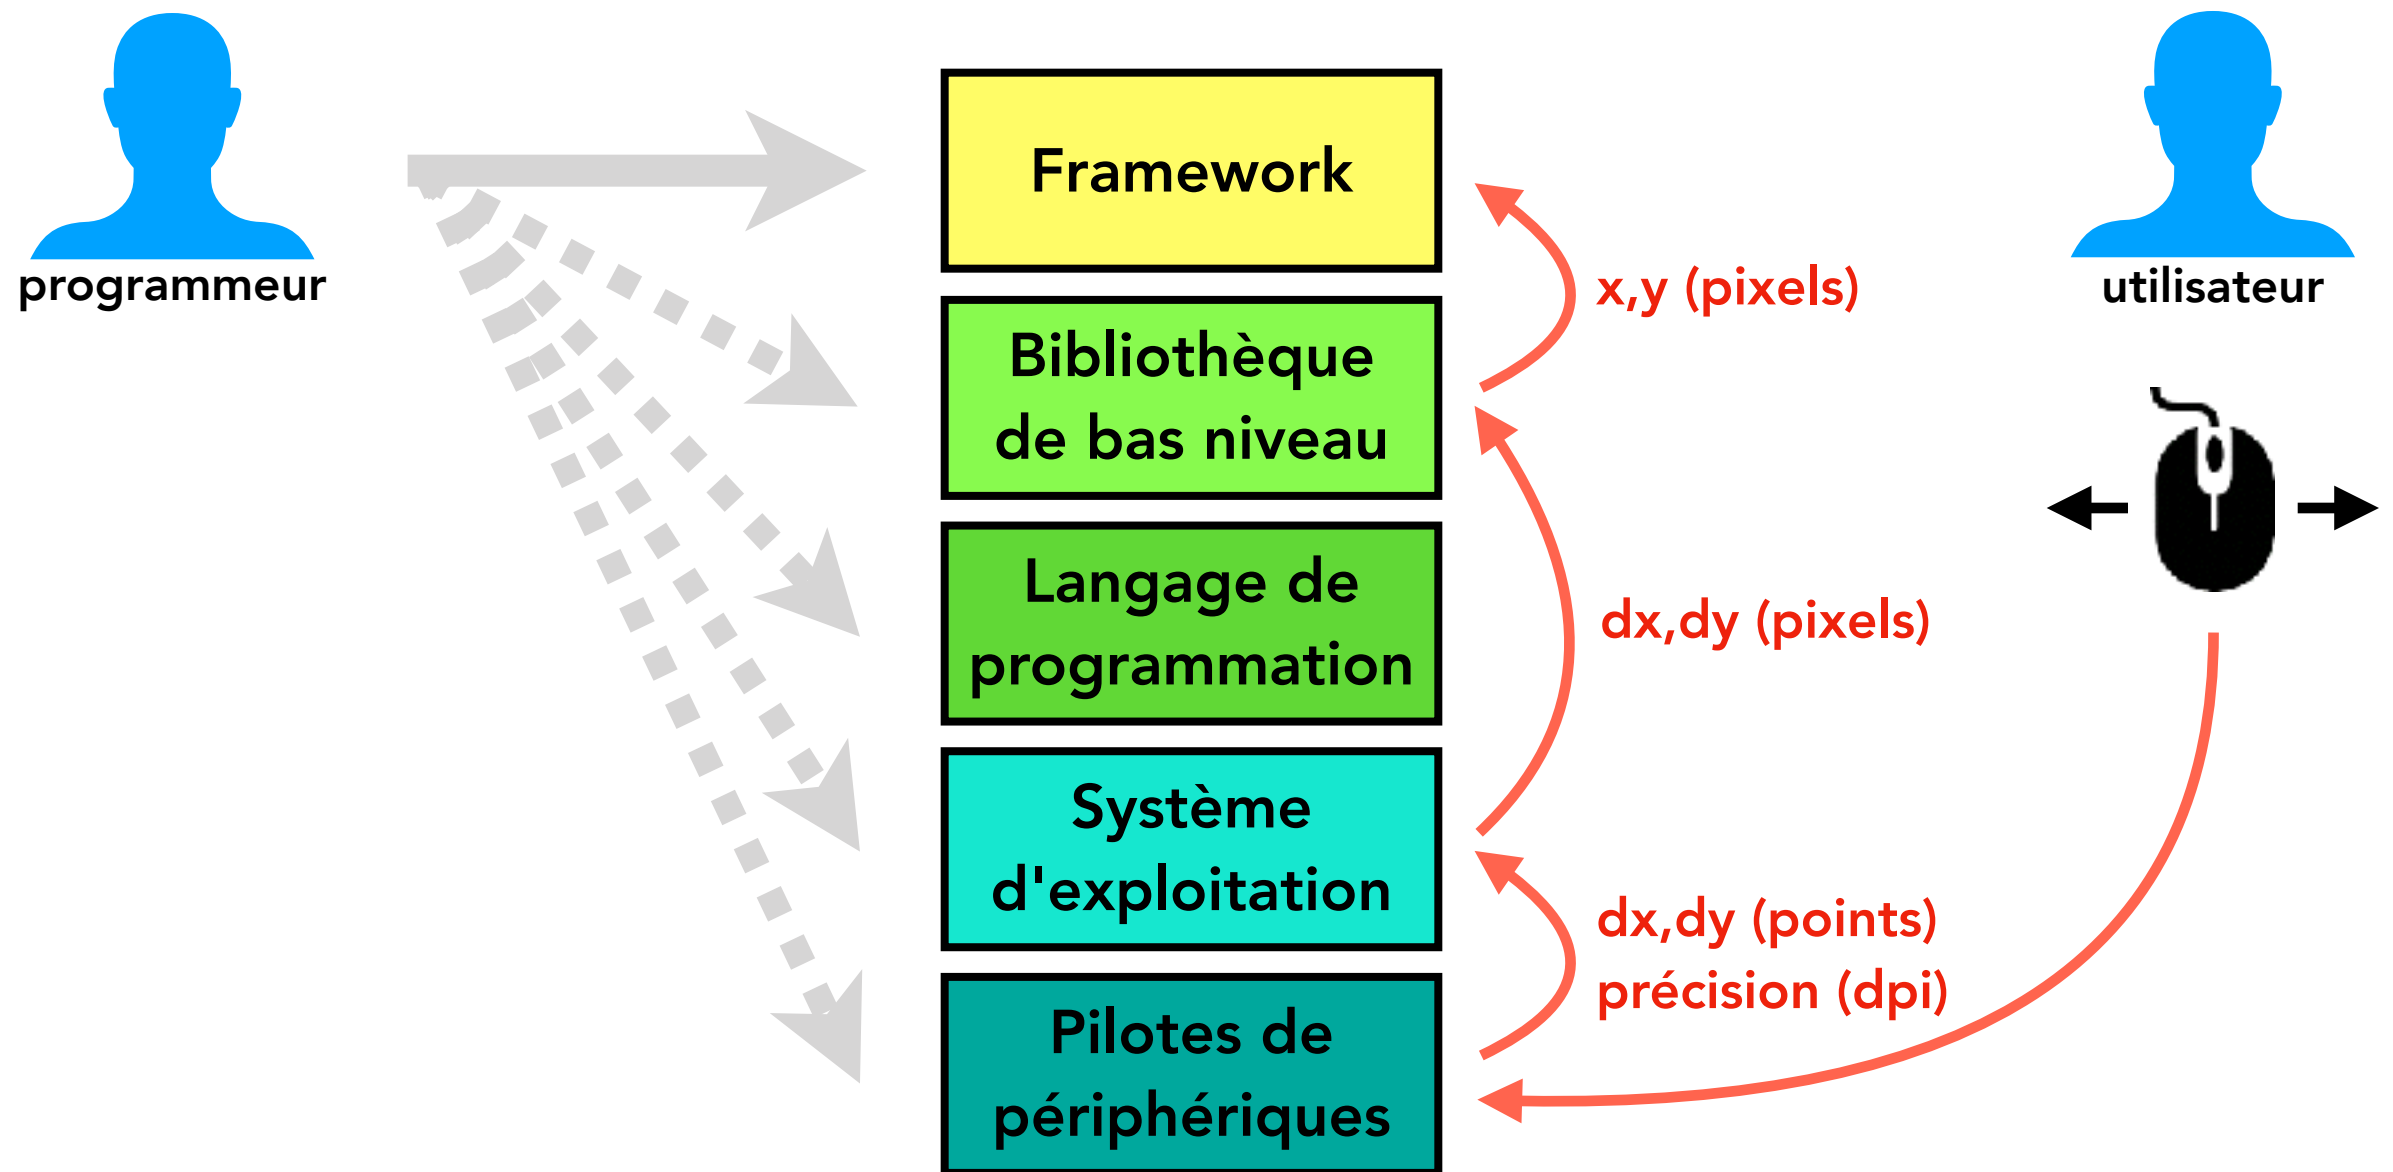 programmeur
Framework
Bibliothèque
de bas niveau
Langage de
programmation
Système
d'exploitation
Pilotes de
périphériques
x,y (pixels)
dx,dy (pixels)
dx,dy (points)
précision (dpi)
utilisateur